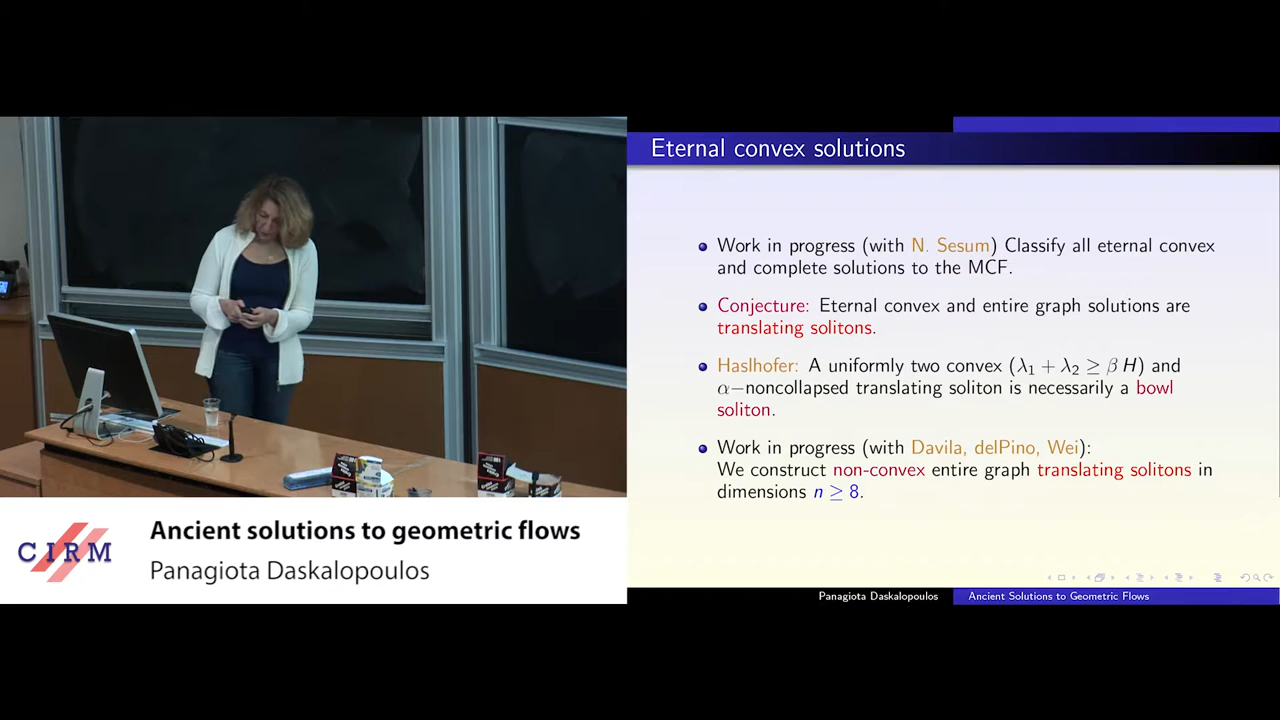 Eternal convex solutions
Work in progress (with N. Sesum) Classify all eternal convex
and complete solutions to the MCF.
Conjecture: Eternal convex and entire graph solutions are
translating solitons.
Haslhofer: A uniformly two convex (λ₁ + λ₂ ≥ β H) and
α−noncollapsed translating soliton is necessarily a bowl
soliton.
Work in progress (with Davila, delPino, Wei):
We construct non-convex entire graph translating solitons in
dimensions n ≥ 8.
Panagiota Daskalopoulos
Ancient Solutions to Geometric Flows
CIRM
Ancient solutions to geometric flows
Panagiota Daskalopoulos